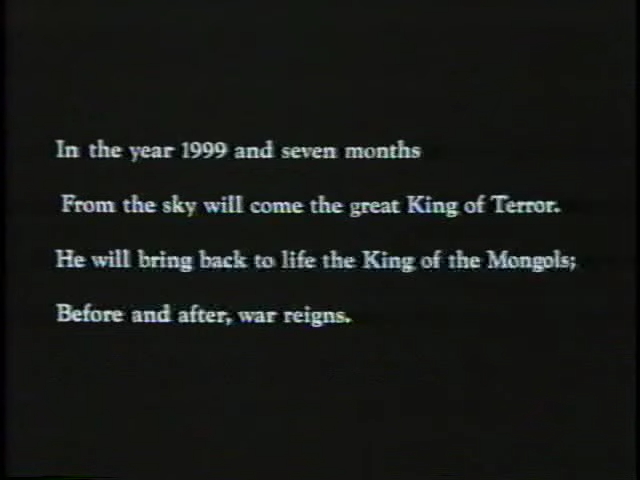 In the year 1999 and seven months
From the sky will come the great King of Terror.
He will bring back to life the King of the Mongols;
Before and after, war reigns.